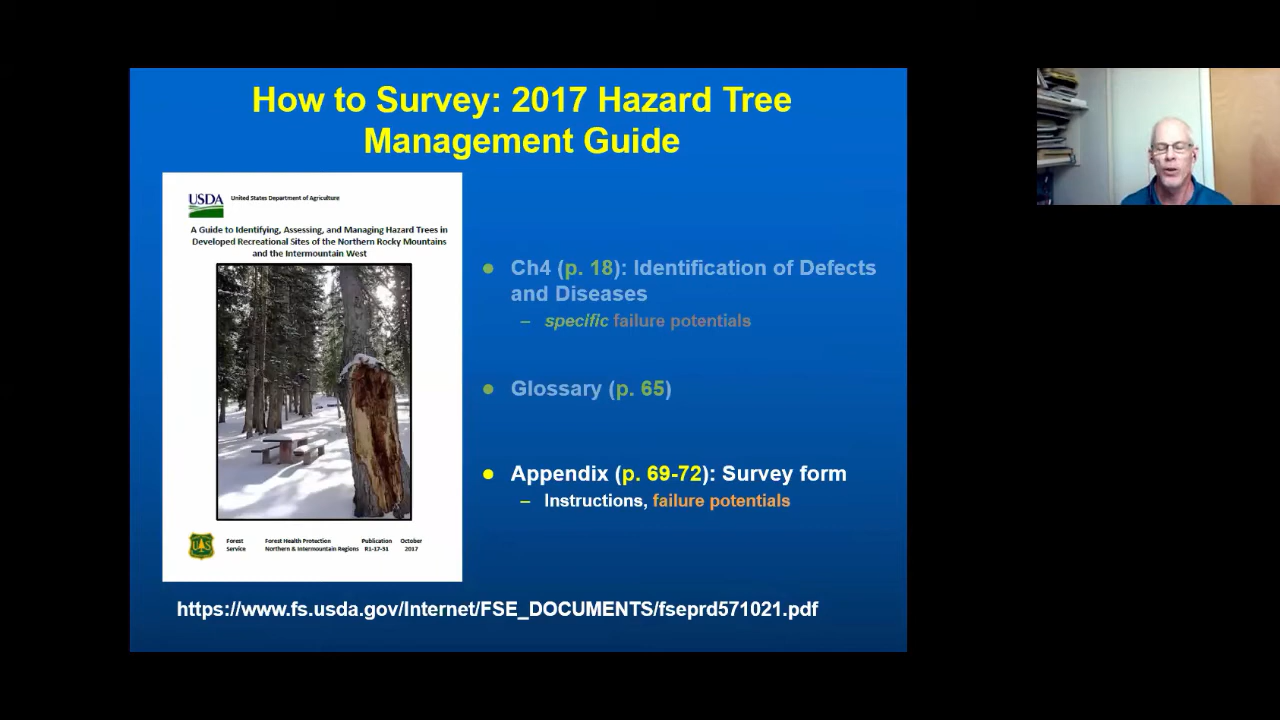 How to Survey: 2017 Hazard Tree
Management Guide
USDA
United States Department of Agriculture
A Guide to Identifying, Assessing, and Managing Hazard Trees in
Developed Recreational Sites of the Northern Rocky Mountains
and the Intermountain West
Forest Forest Health Protection Publication October
Service Northern & Intermountain Regions R1-17-31 2017
● Ch4 (p. 18): Identification of Defects
and Diseases
– specific failure potentials
● Glossary (p. 65)
● Appendix (p. 69-72): Survey form
– Instructions, failure potentials
https://www.fs.usda.gov/Internet/FSE_DOCUMENTS/fseprd571021.pdf